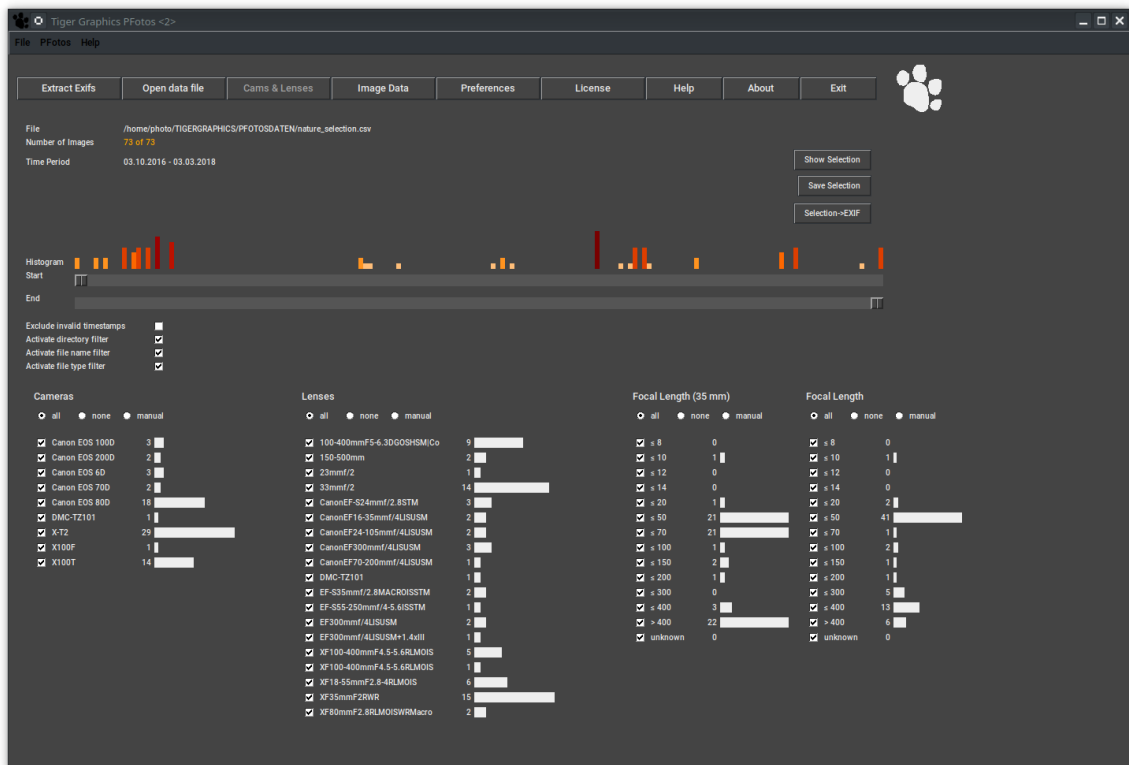 Tiger Graphics PFotos <2>
File PFotos Help
Extract Exifs Open data file Cams & Lenses Image Data Preferences License Help About Exit
File /home/photo/TIGERGRAPHICS/PFOTOSDATEN/nature_selection.csv
Number of Images 73 of 73
Time Period 03.10.2016 - 03.03.2018
Show Selection
Save Selection
Selection->EXIF
Histogram
Start
End
Exclude invalid timestamps
Activate directory filter
Activate file name filter
Activate file type filter
Cameras
all none manual
Canon EOS 100D 3
Canon EOS 200D 2
Canon EOS 6D 3
Canon EOS 70D 2
Canon EOS 80D 18
DMC-TZ101 1
X-T2 29
X100F 1
X100T 14
Lenses
all none manual
100-400mmF5-6.3DGOSHSM|Co 9
150-500mm 2
23mmf/2 1
33mmf/2 14
CanonEF-S24mmf/2.8STM 3
CanonEF16-35mmf/4LISUSM 2
CanonEF24-105mmf/4LISUSM 2
CanonEF300mmf/4LISUSM 3
CanonEF70-200mmf/4LISUSM 1
DMC-TZ101 1
EF-S35mmf/2.8MACROISSTM 2
EF-S55-250mmf/4-5.6ISSTM 1
EF300mmf/4LISUSM 2
EF300mmf/4LISUSM+1.4xIII 1
XF100-400mmF4.5-5.6RLMOIS 5
XF100-400mmF4.5-5.6RLMOIS 1
XF18-55mmF2.8-4RLMOIS 6
XF35mmF2RWR 15
XF80mmF2.8RLMOISWRMacro 2
Focal Length (35 mm)
all none manual
≤ 8 0
≤ 10 1
≤ 12 0
≤ 14 0
≤ 20 1
≤ 50 21
≤ 70 21
≤ 100 1
≤ 150 2
≤ 200 1
≤ 300 0
≤ 400 3
> 400 22
unknown 0
Focal Length
all none manual
≤ 8 0
≤ 10 1
≤ 12 0
≤ 14 0
≤ 20 2
≤ 50 41
≤ 70 1
≤ 100 2
≤ 150 1
≤ 200 1
≤ 300 5
≤ 400 13
> 400 6
unknown 0